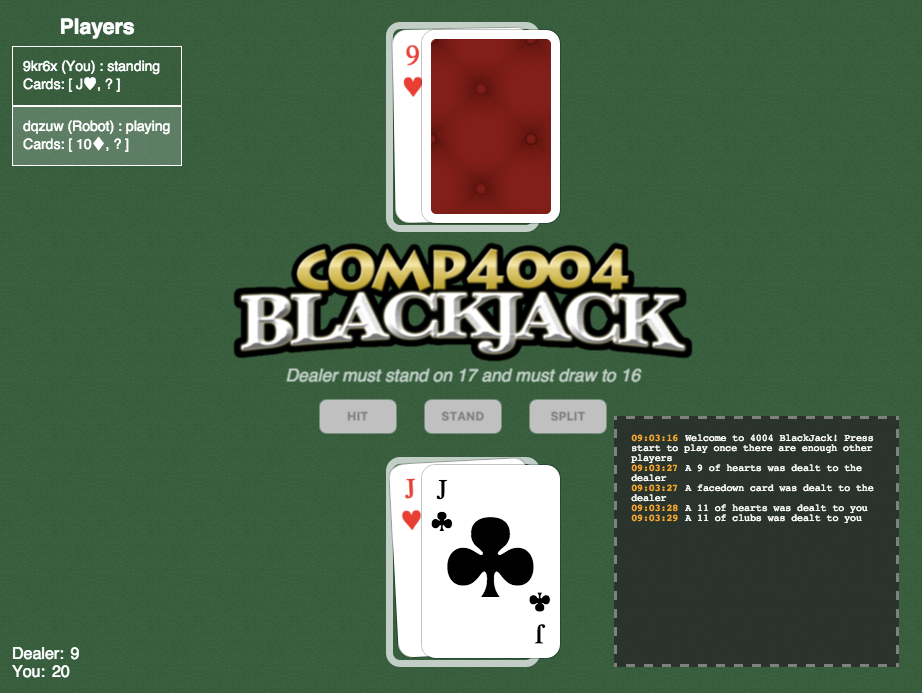 Players
9kr6x (You) : standing
Cards: [ J♥, ? ]
dqzuw (Robot) : playing
Cards: [ 10♦, ? ]
9
COMP4004
BLACKJACK
Dealer must stand on 17 and must draw to 16
HIT
STAND
SPLIT
09:03:16 Welcome to 4004 BlackJack! Press
start to play once there are enough other
players
09:03:27 A 9 of hearts was dealt to the
dealer
09:03:27 A facedown card was dealt to the
dealer
09:03:28 A 11 of hearts was dealt to you
09:03:29 A 11 of clubs was dealt to you
J
J
J
Dealer: 9
You: 20